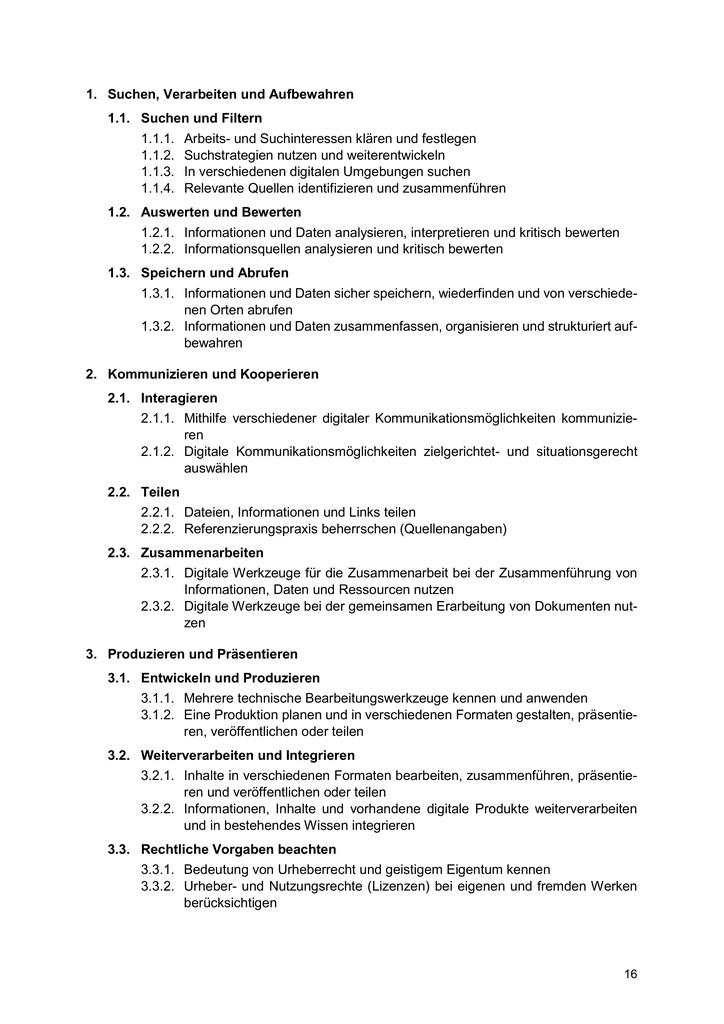 1. Suchen, Verarbeiten und Aufbewahren
1.1. Suchen und Filtern
1.1.1. Arbeits- und Suchinteressen klären und festlegen
1.1.2. Suchstrategien nutzen und weiterentwickeln
1.1.3. In verschiedenen digitalen Umgebungen suchen
1.1.4. Relevante Quellen identifizieren und zusammenführen
1.2. Auswerten und Bewerten
1.2.1. Informationen und Daten analysieren, interpretieren und kritisch bewerten
1.2.2. Informationsquellen analysieren und kritisch bewerten
1.3. Speichern und Abrufen
1.3.1. Informationen und Daten sicher speichern, wiederfinden und von verschiede-
nen Orten abrufen
1.3.2. Informationen und Daten zusammenfassen, organisieren und strukturiert auf-
bewahren
2. Kommunizieren und Kooperieren
2.1. Interagieren
2.1.1. Mithilfe verschiedener digitaler Kommunikationsmöglichkeiten kommunizie-
ren
2.1.2. Digitale Kommunikationsmöglichkeiten zielgerichtet- und situationsgerecht
auswählen
2.2. Teilen
2.2.1. Dateien, Informationen und Links teilen
2.2.2. Referenzierungspraxis beherrschen (Quellenangaben)
2.3. Zusammenarbeiten
2.3.1. Digitale Werkzeuge für die Zusammenarbeit bei der Zusammenführung von
Informationen, Daten und Ressourcen nutzen
2.3.2. Digitale Werkzeuge bei der gemeinsamen Erarbeitung von Dokumenten nut-
zen
3. Produzieren und Präsentieren
3.1. Entwickeln und Produzieren
3.1.1. Mehrere technische Bearbeitungswerkzeuge kennen und anwenden
3.1.2. Eine Produktion planen und in verschiedenen Formaten gestalten, präsentie-
ren, veröffentlichen oder teilen
3.2. Weiterverarbeiten und Integrieren
3.2.1. Inhalte in verschiedenen Formaten bearbeiten, zusammenführen, präsentie-
ren und veröffentlichen oder teilen
3.2.2. Informationen, Inhalte und vorhandene digitale Produkte weiterverarbeiten
und in bestehendes Wissen integrieren
3.3. Rechtliche Vorgaben beachten
3.3.1. Bedeutung von Urheberrecht und geistigem Eigentum kennen
3.3.2. Urheber- und Nutzungsrechte (Lizenzen) bei eigenen und fremden Werken
berücksichtigen
16